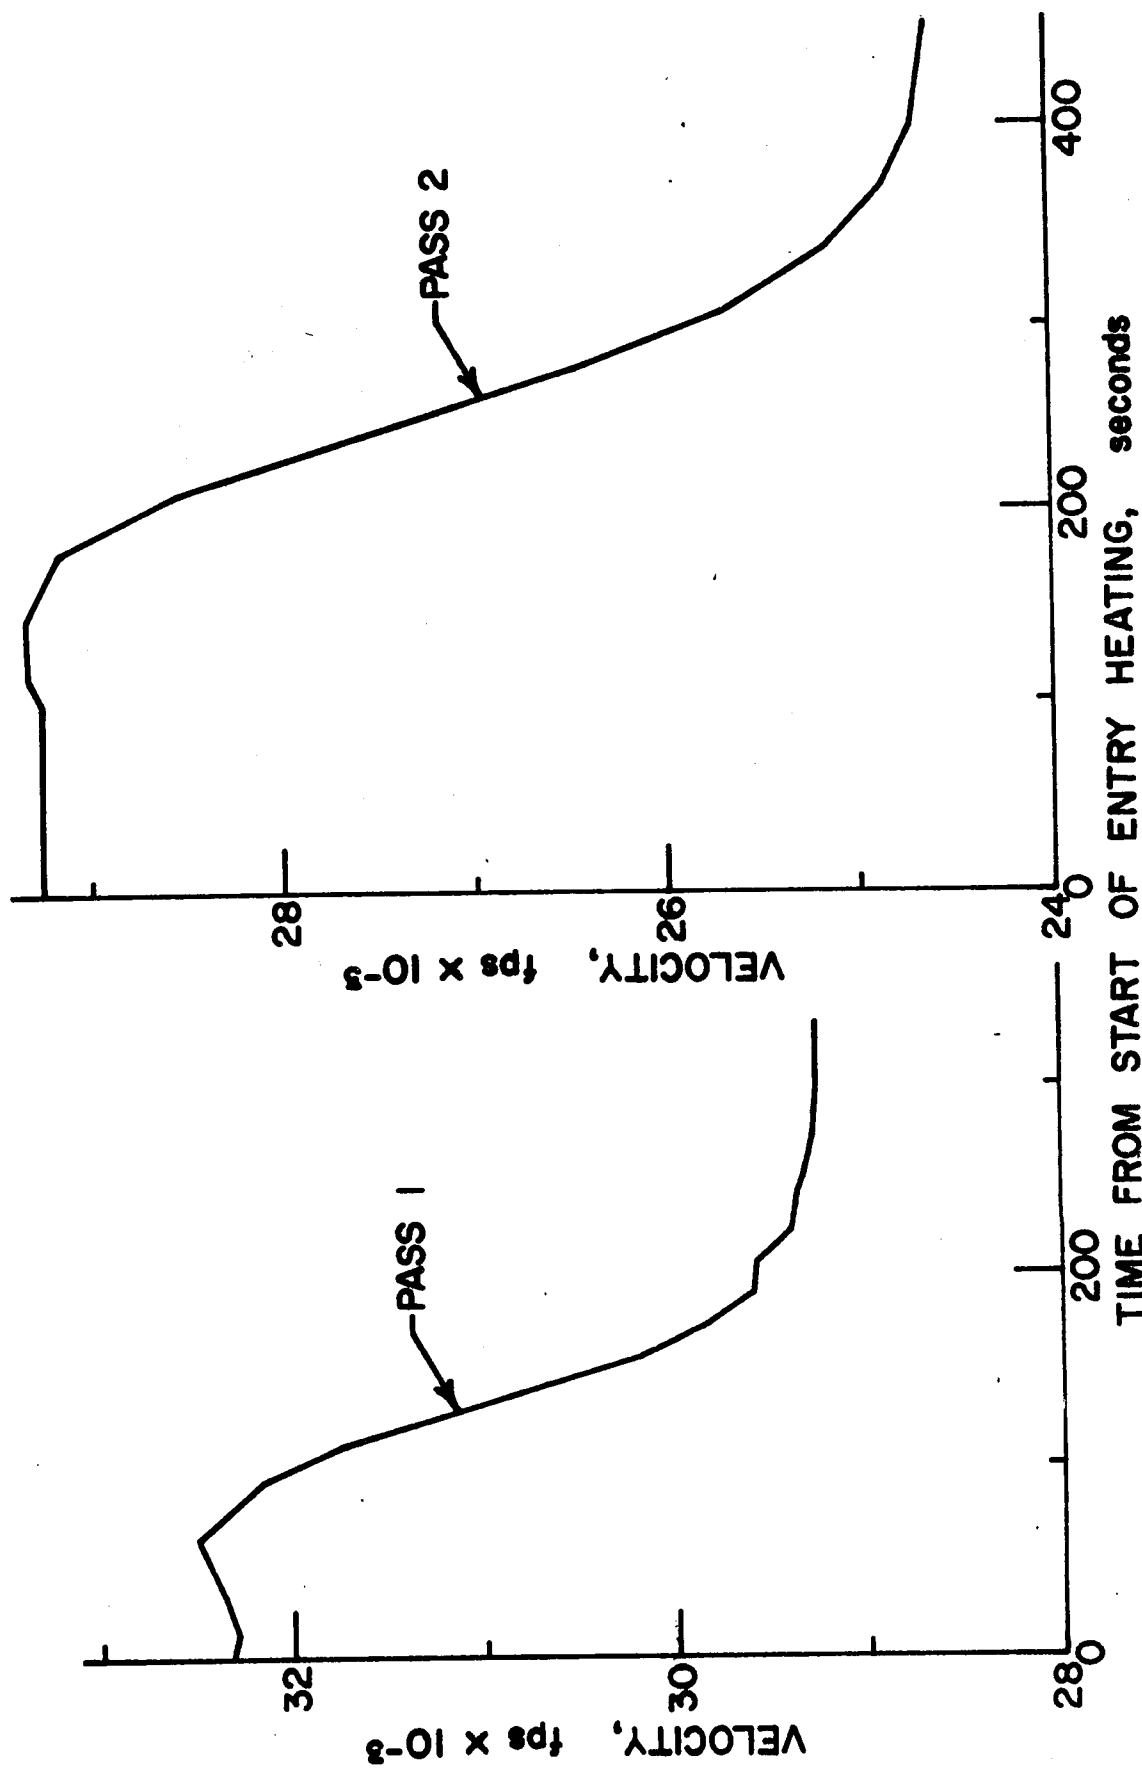 VELOCITY, fps x 10-3
32
30
28
0
200
PASS 1
VELOCITY, fps x 10-3
28
26
24
0
200
400
PASS 2
TIME FROM START OF ENTRY HEATING, seconds